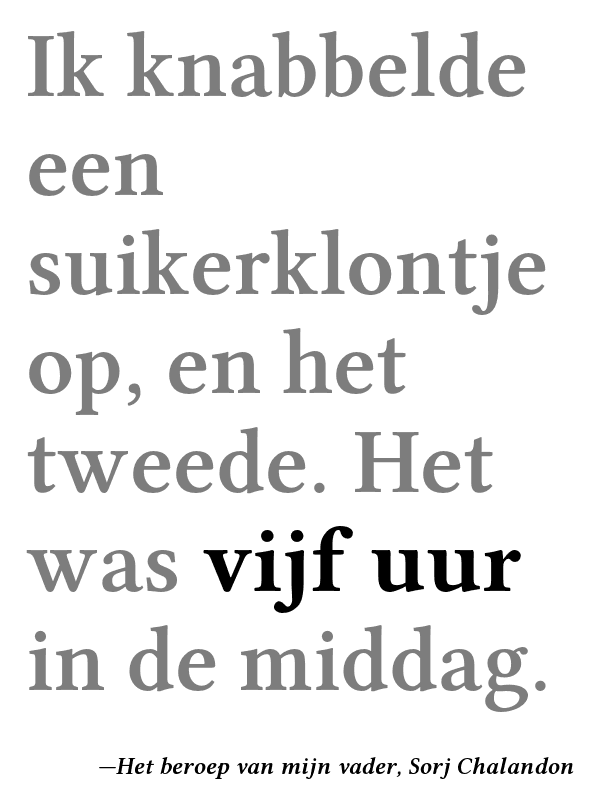 Ik knabbelde
een
suikerklontje
op, en het
tweede. Het
was vijf uur
in de middag.
—Het beroep van mijn vader, Sorj Chalandon